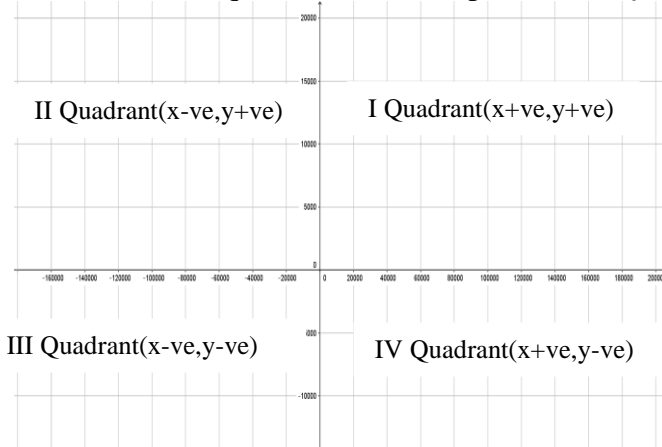 20000
15000
II Quadrant(x-ve,y+ve)
I Quadrant(x+ve,y+ve)
10000
5000
0
-160000 -140000 -120000 -100000 -80000 -60000 -40000 -20000 0 20000 40000 60000 80000 100000 120000 140000 160000 180000 20000
III Quadrant(x-ve,y-ve)
IV Quadrant(x+ve,y-ve)
-10000